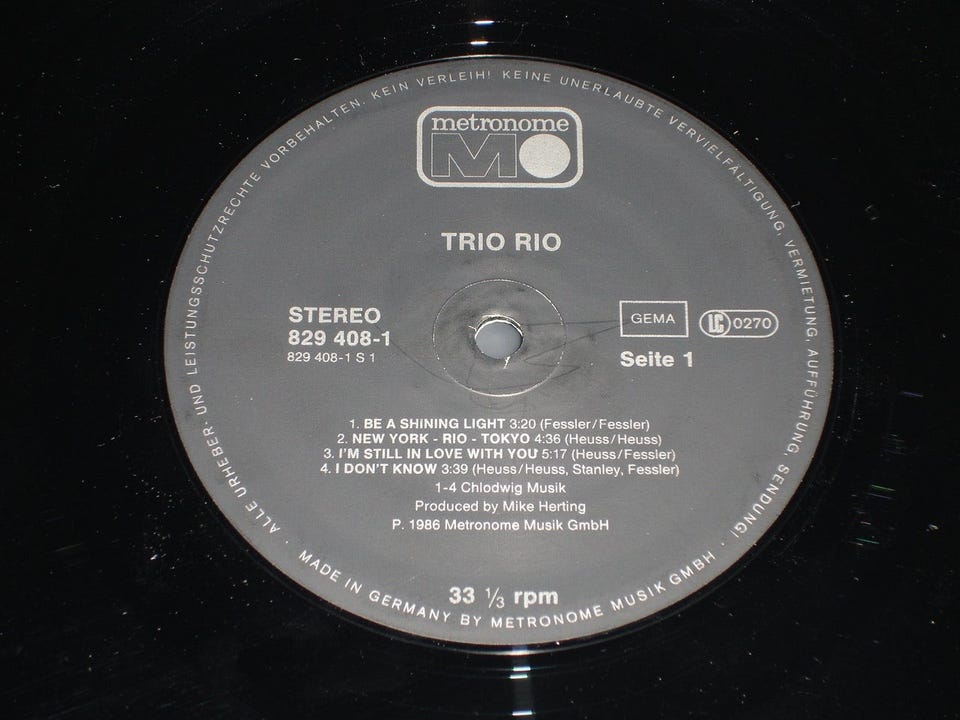 ALLE URHEBER- UND LEISTUNGSSCHUTZRECHTE VORBEHALTEN. KEIN VERLEIH! KEINE UNERLAUBTE VERVIELFÄLTIGUNG, VERMIETUNG, AUFFÜHRUNG, SENDUNG!
metronome
MO
TRIO RIO
STEREO
829 408-1
829 408-1 S 1
GEMA
LC 0270
Seite 1
1. BE A SHINING LIGHT 3:20 (Fessler/Fessler)
2. NEW YORK - RIO - TOKYO 4:36 (Heuss/Heuss)
3. I'M STILL IN LOVE WITH YOU 5:17 (Heuss/Fessler)
4. I DON'T KNOW 3:39 (Heuss/Heuss, Stanley, Fessler)
1-4 Chlodwig Musik
Produced by Mike Herting
P. 1986 Metronome Musik GmbH
33 ⅓ rpm
· MADE IN GERMANY BY METRONOME MUSIK GMBH ·